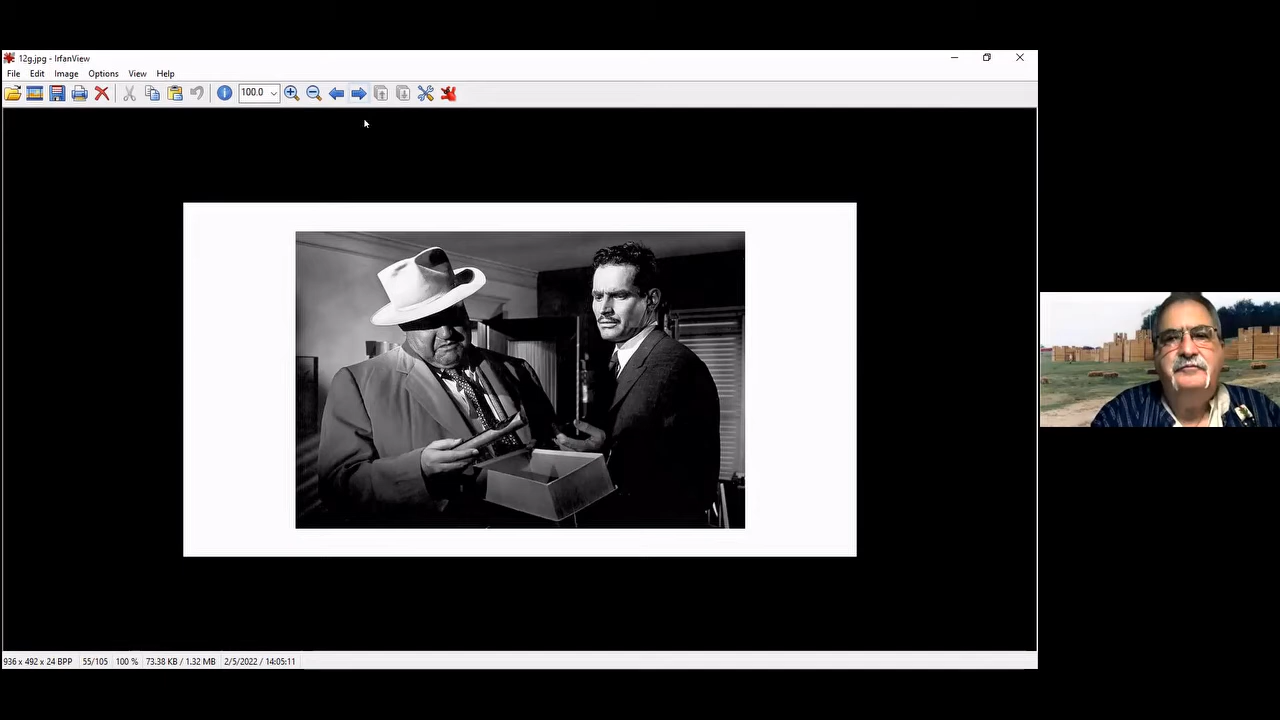 12g.jpg - IrfanView
File Edit Image Options View Help
100.0
936 x 492 x 24 BPP 55/105 100 % 73.38 KB / 1.32 MB 2/5/2022 / 14:05:11